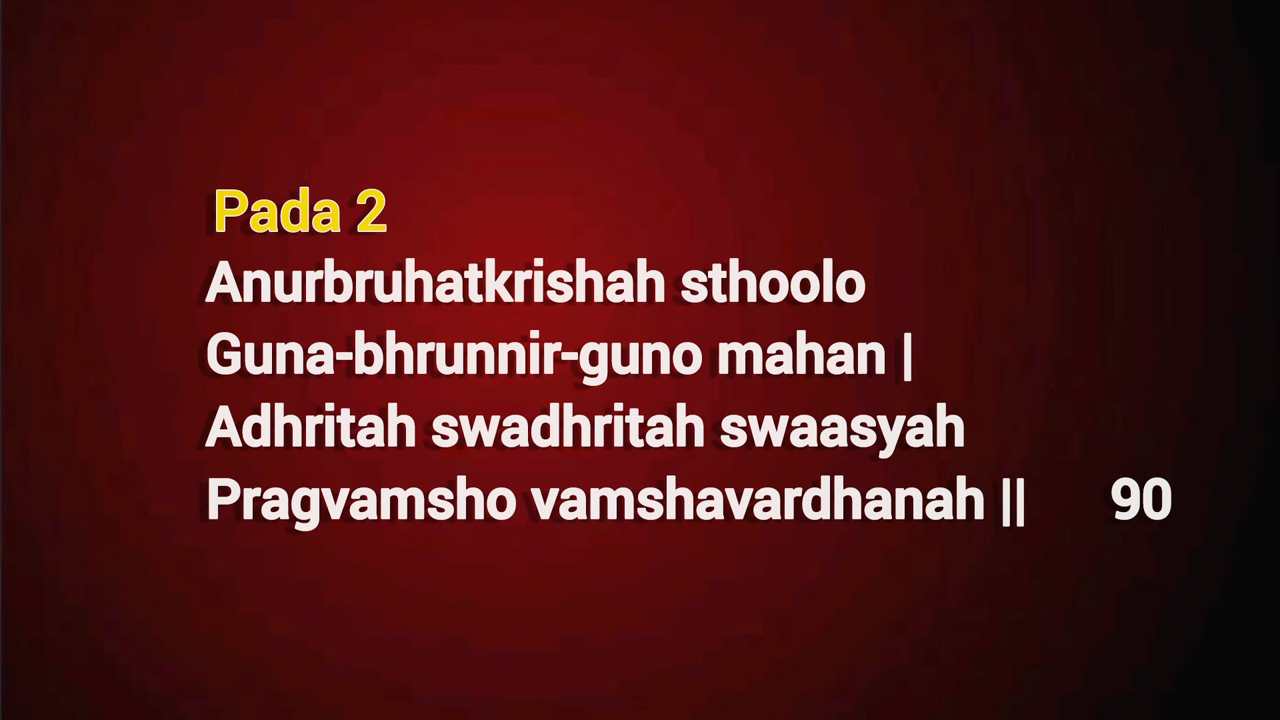 Pada 2
Anurbruhatkrishah sthoolo
Guna-bhrunnir-guno mahan |
Adhritah swadhritah swaasyah
Pragvamsho vamshavardhanah || 90